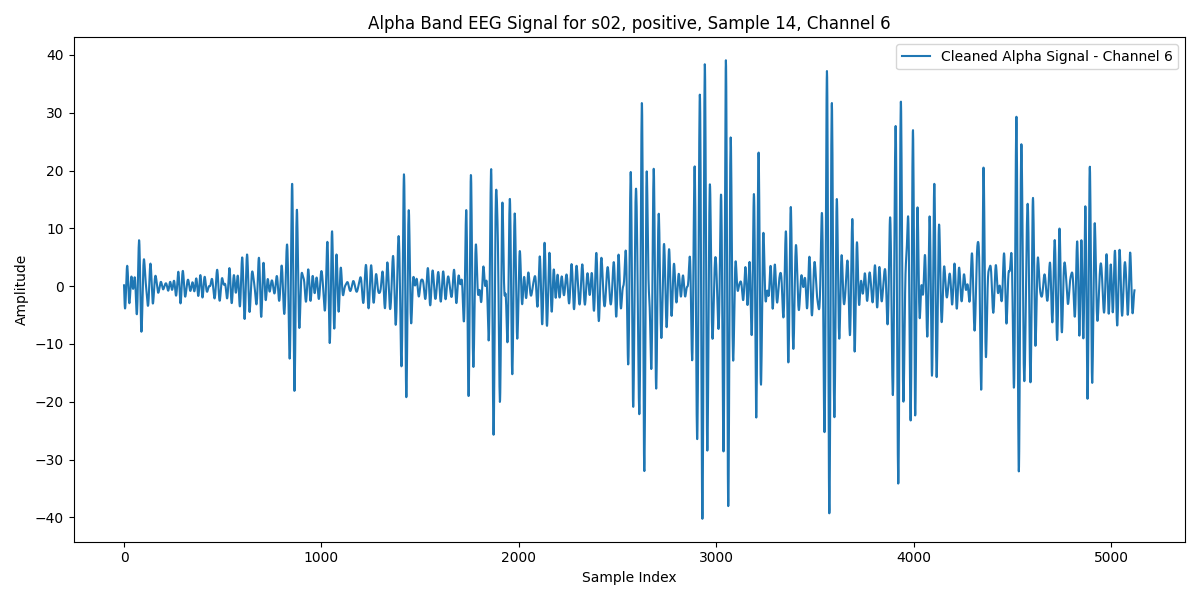 Alpha Band EEG Signal for s02, positive, Sample 14, Channel 6
Cleaned Alpha Signal - Channel 6
Amplitude
40
30
20
10
0
−10
−20
−30
−40
0 1000 2000 3000 4000 5000
Sample Index